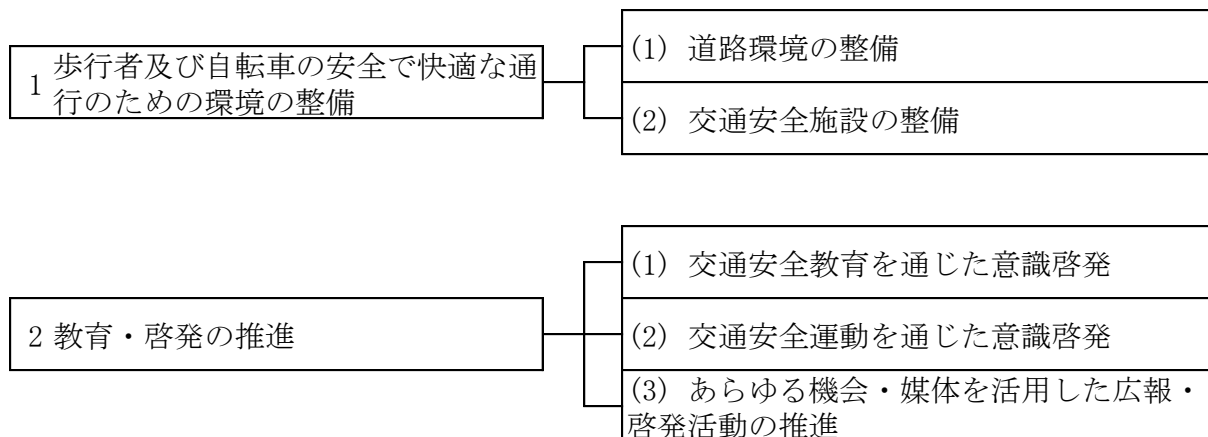 1 歩行者及び自転車の安全で快適な通
行のための環境の整備
(1) 道路環境の整備
(2) 交通安全施設の整備
2 教育・啓発の推進
(1) 交通安全教育を通じた意識啓発
(2) 交通安全運動を通じた意識啓発
(3) あらゆる機会・媒体を活用した広報・
啓発活動の推進